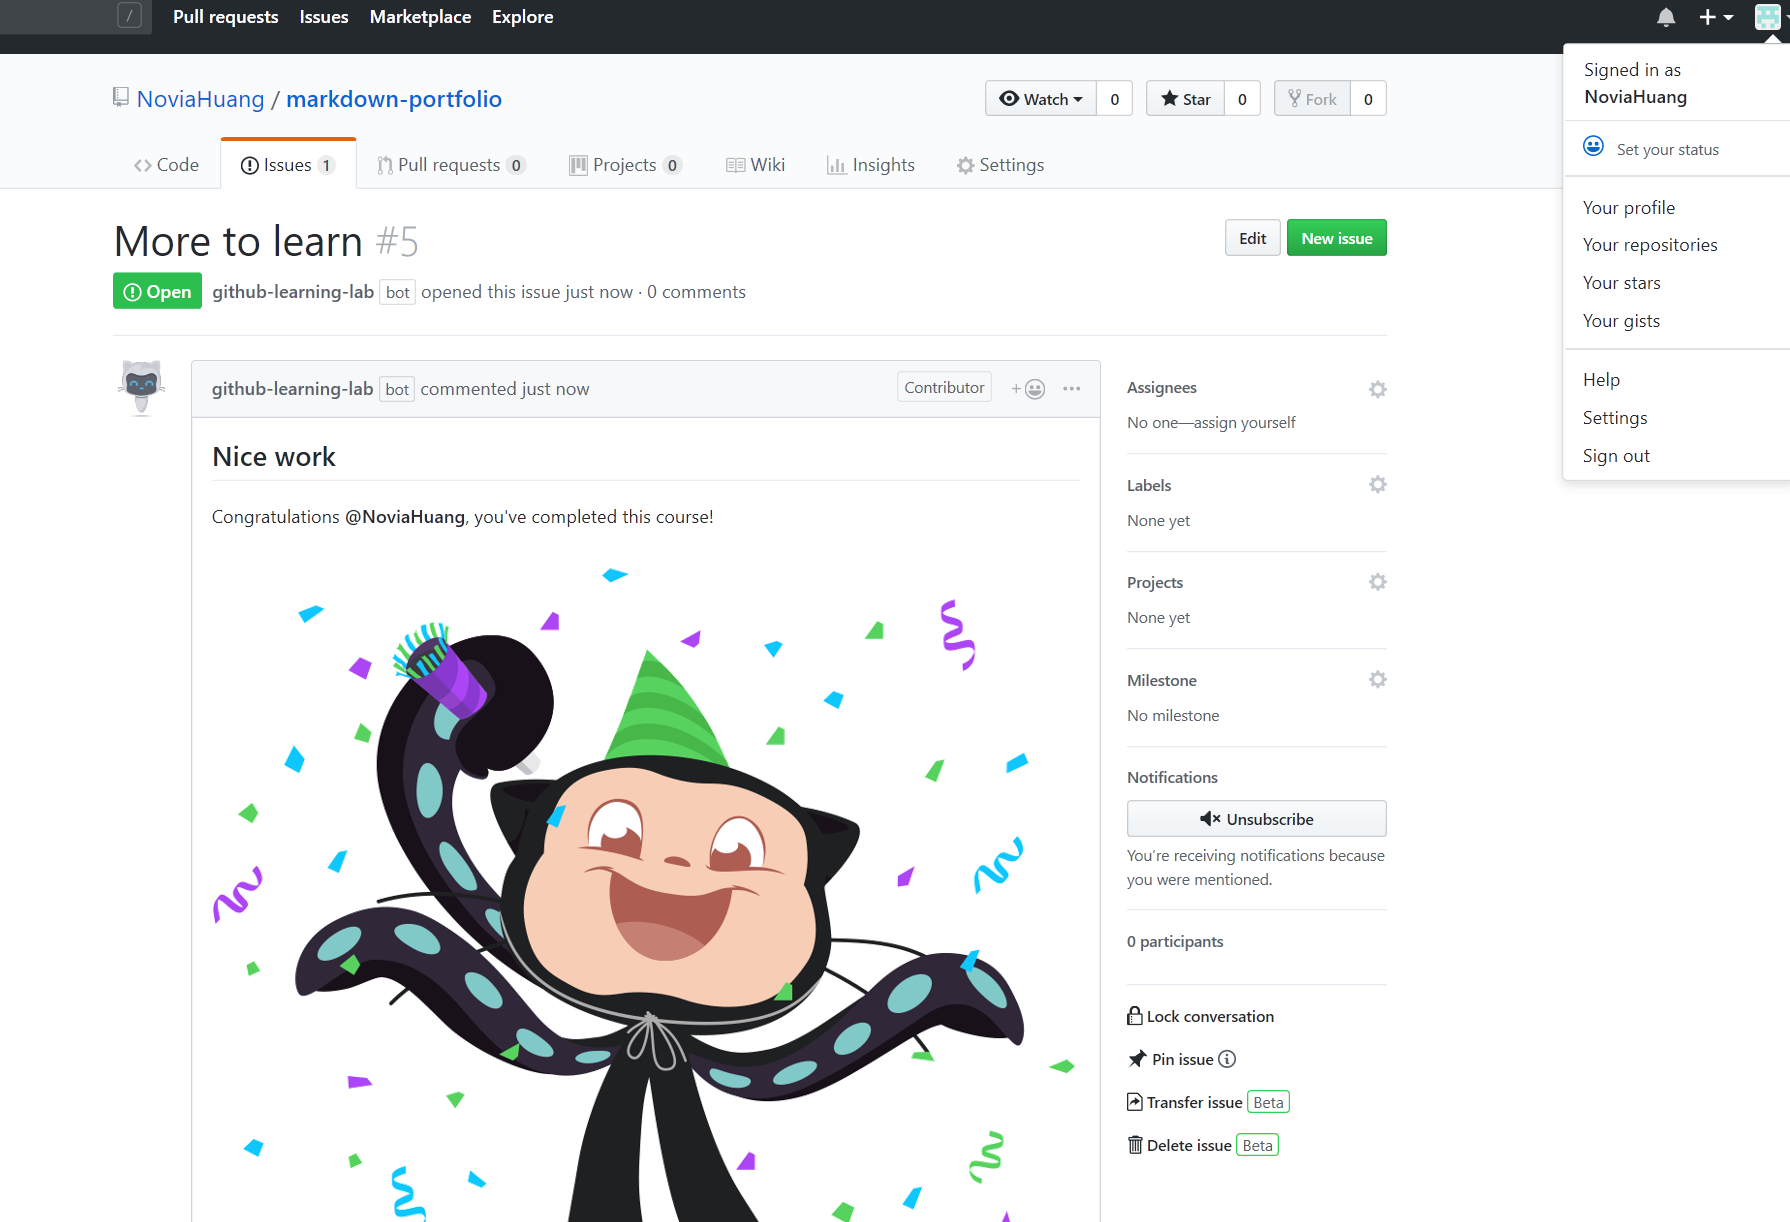 / Pull requests Issues Marketplace Explore
NoviaHuang / markdown-portfolio
Watch 0 Star 0 Fork 0
Code Issues 1 Pull requests 0 Projects 0 Wiki Insights Settings
More to learn #5
Edit New issue
Open github-learning-lab bot opened this issue just now · 0 comments
github-learning-lab bot commented just now Contributor + ···
Nice work
Congratulations @NoviaHuang, you've completed this course!
Assignees
No one—assign yourself
Labels
None yet
Projects
None yet
Milestone
No milestone
Notifications
Unsubscribe
You're receiving notifications because
you were mentioned.
0 participants
Lock conversation
Pin issue
Transfer issue Beta
Delete issue Beta
Signed in as
NoviaHuang
Set your status
Your profile
Your repositories
Your stars
Your gists
Help
Settings
Sign out